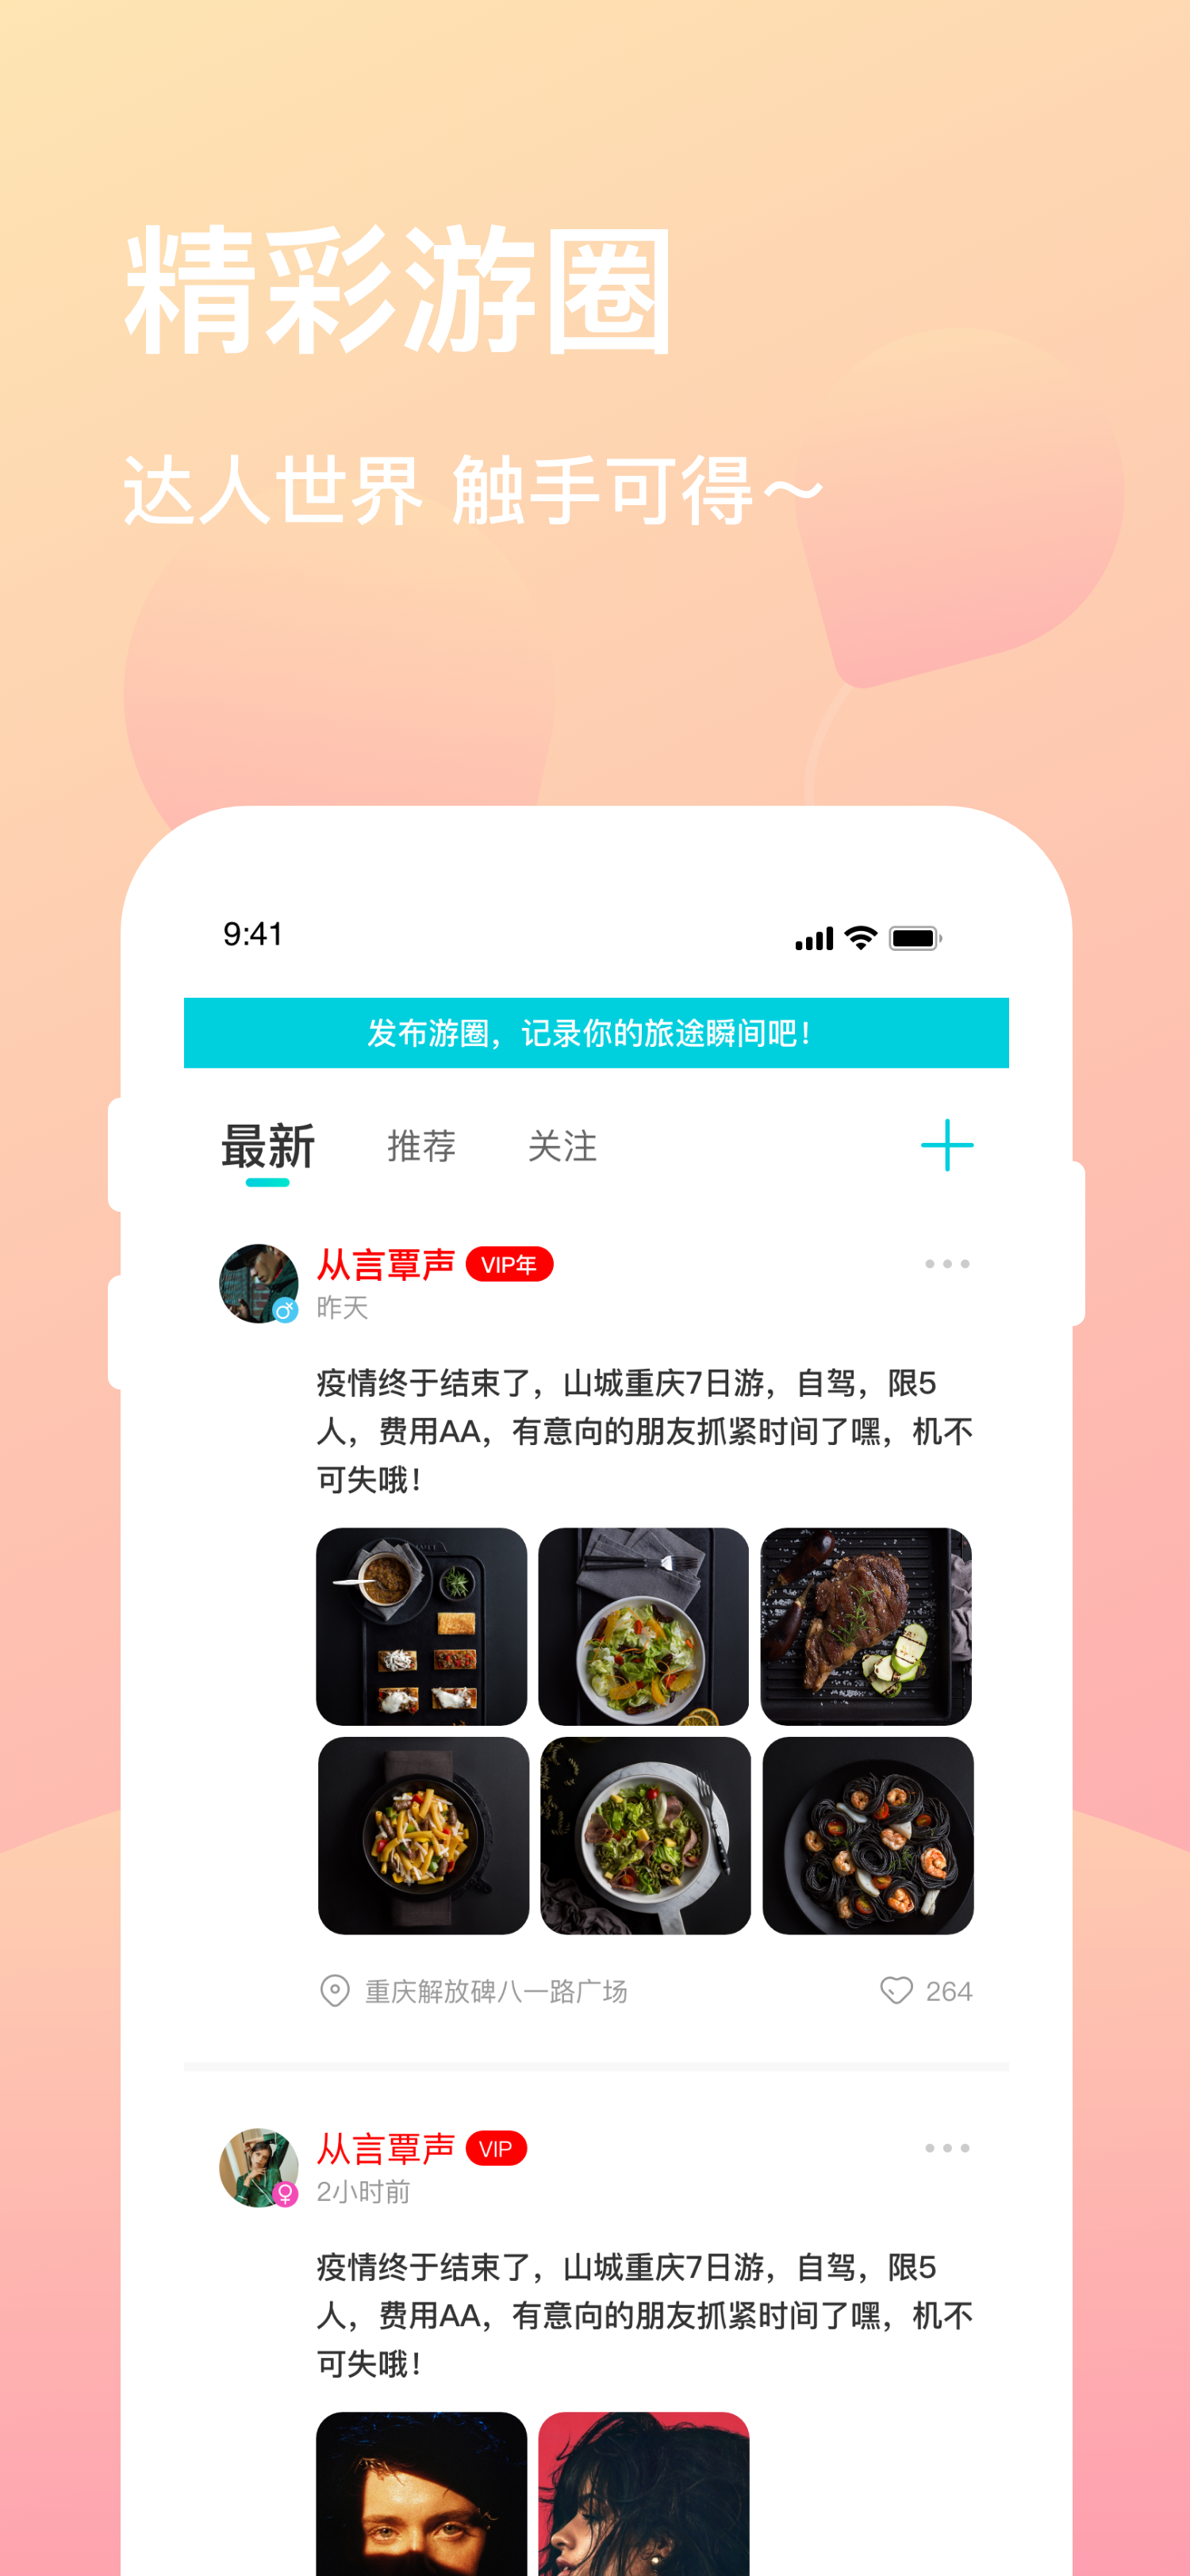 精彩游圈
达人世界 触手可得～
9:41
发布游圈，记录你的旅途瞬间吧！
最新 推荐 关注
从言覃声 VIP年
昨天
疫情终于结束了，山城重庆7日游，自驾，限5
人，费用AA，有意向的朋友抓紧时间了嘿，机不
可失哦！
重庆解放碑八一路广场 264
从言覃声 VIP
2小时前
疫情终于结束了，山城重庆7日游，自驾，限5
人，费用AA，有意向的朋友抓紧时间了嘿，机不
可失哦！